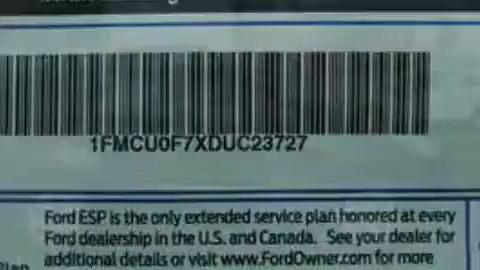 1FMCU0F7XDUC23727
Ford ESP is the only extended service plan honored at every
Ford dealership in the U.S. and Canada. See your dealer for
additional details or visit www.FordOwner.com for more